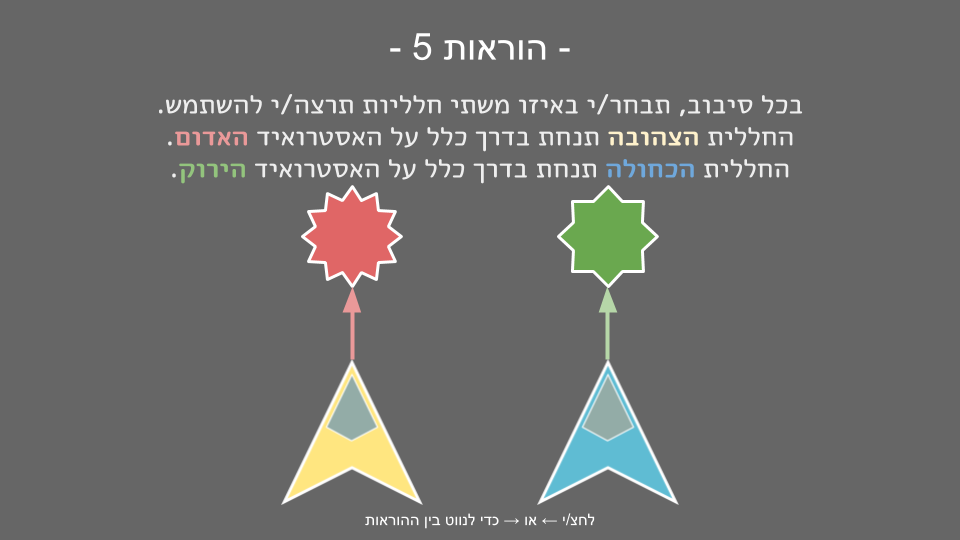 - הוראות 5 -
בכל סיבוב, תבחר/י באיזו משתי חלליות תרצה/י להשתמש.
החללית הצהובה תנחת בדרך כלל על האסטרואיד האדום.
החללית הכחולה תנחת בדרך כלל על האסטרואיד הירוק.
לחצ/י ← או → כדי לנווט בין ההוראות